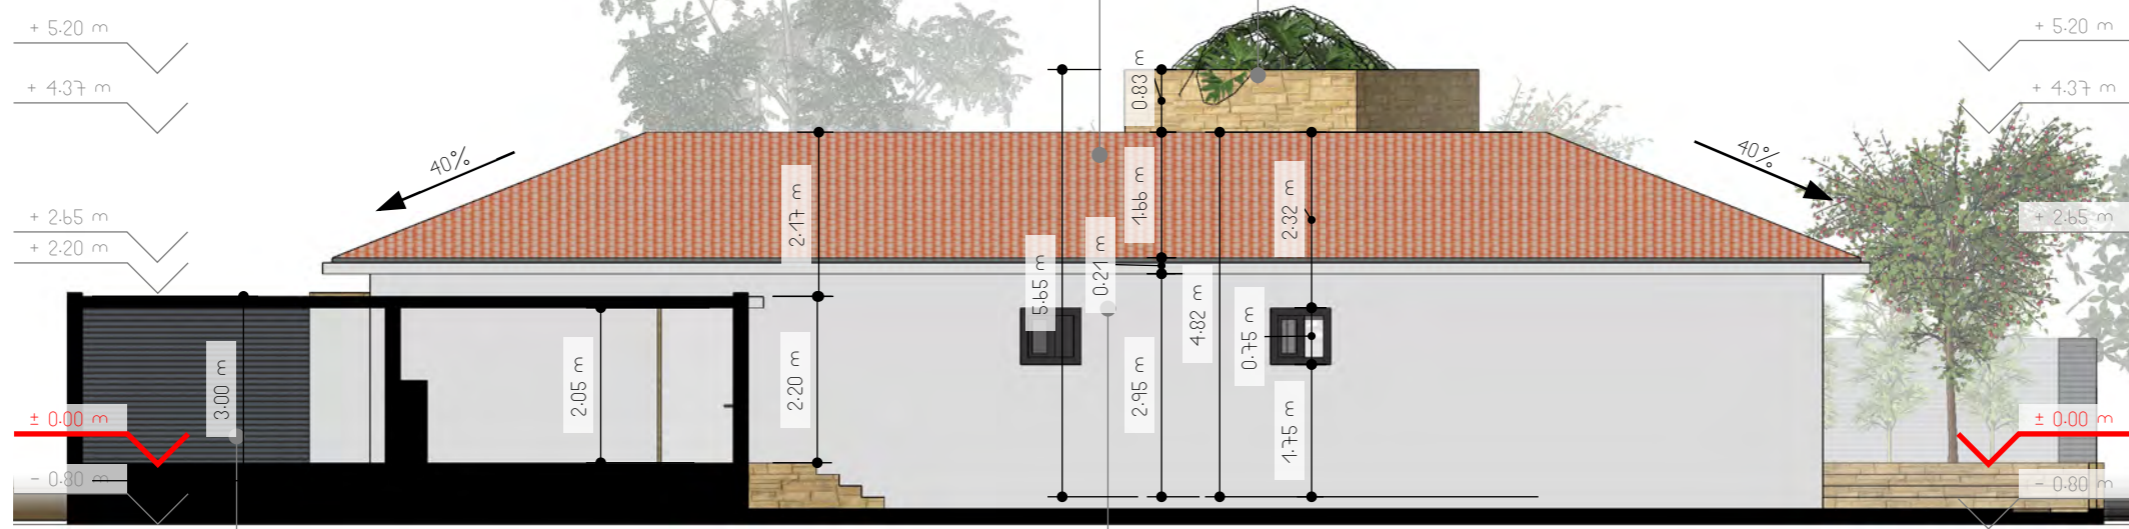 + 5.20 m
+ 4.37 m
+ 2.65 m
+ 2.20 m
± 0.00 m
- 0.80 m
40%
3.00 m
2.05 m
2.17 m
2.20 m
5.65 m
0.21 m
0.83 m
1.66 m
2.95 m
4.82 m
0.75 m
2.32 m
1.75 m
40%
+ 5.20 m
+ 4.37 m
+ 2.65 m
± 0.00 m
- 0.80 m